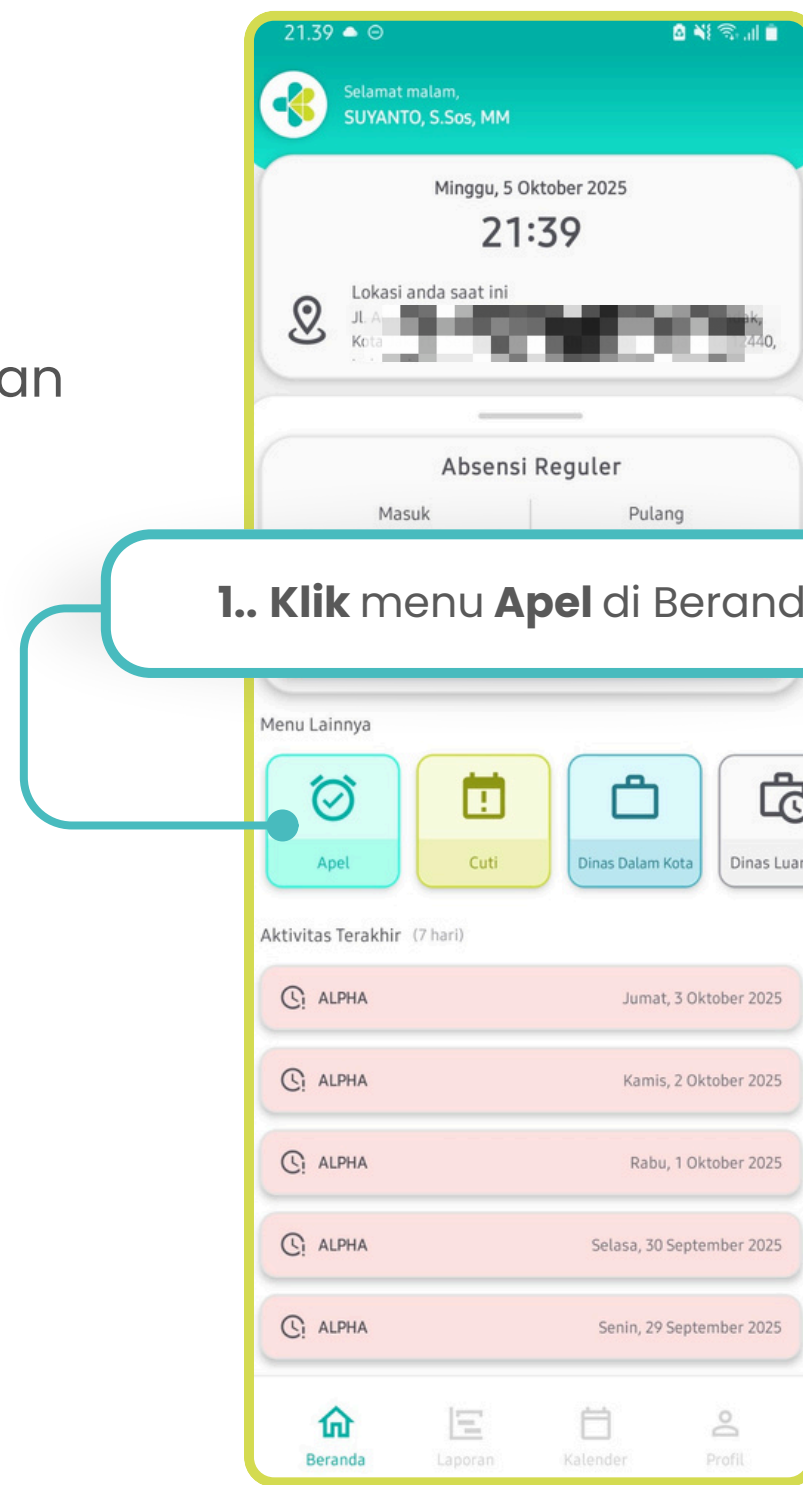 21.39
Selamat malam,
SUYANTO, S.Sos, MM
Minggu, 5 Oktober 2025
21:39
Lokasi anda saat ini
Jl. A
Kota 12440,
an
Absensi Reguler
Masuk Pulang
1.. Klik menu Apel di Berand
Menu Lainnya
Apel Cuti Dinas Dalam Kota Dinas Luar
Aktivitas Terakhir (7 hari)
ALPHA Jumat, 3 Oktober 2025
ALPHA Kamis, 2 Oktober 2025
ALPHA Rabu, 1 Oktober 2025
ALPHA Selasa, 30 September 2025
ALPHA Senin, 29 September 2025
Beranda Laporan Kalender Profil